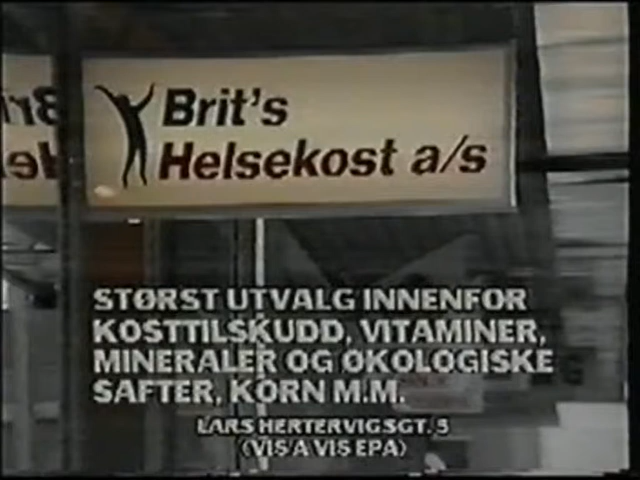 Brit's
Helsekost a/s
STØRST UTVALG INNENFOR
KOSTTILSKUDD, VITAMINER,
MINERALER OG ØKOLOGISKE
SAFTER, KORN M.M.
LARS HERTERVIGSGT. 5
(VIS A VIS EPA)